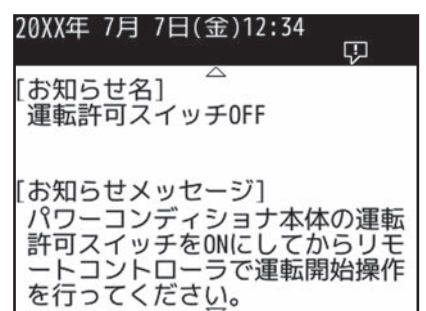 20XX年 7月 7日(金)12:34
[お知らせ名]
運転許可スイッチOFF
[お知らせメッセージ]
パワーコンディショナ本体の運転
許可スイッチをONにしてからリモ
ートコントローラで運転開始操作
を行ってください。